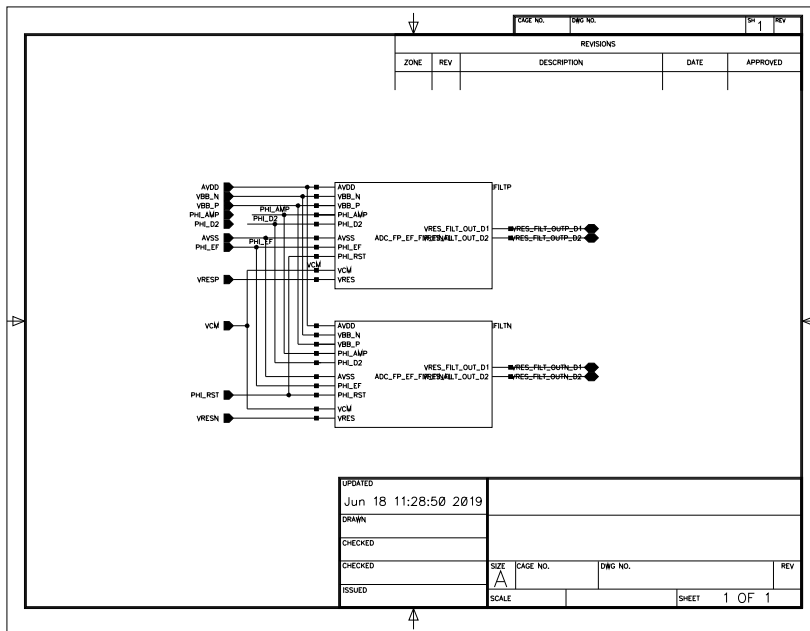 CAGE NO. DWG NO. SH 1 REV
REVISIONS
ZONE REV DESCRIPTION DATE APPROVED
AVDD AVDD IFILTP
VBB_N VBB_N
VBB_P VBB_P
PHI_AMP PHI_AMP PHI_AMP VRES_FILT_OUT_D1 VRES_FILT_OUTP_D1
PHI_D2 PHI_D2 PHI_D2
AVSS AVSS VRES_FILT_OUT_D2 VRES_FILT_OUTP_D2
PHI_EF PHI_EF PHI_EF
PHI_RST
VCM VCM
VRESP VRES
VCM AVDD IFILTN
VBB_N
VBB_P
PHI_AMP
PHI_D2 VRES_FILT_OUT_D1 VRES_FILT_OUTN_D1
AVSS VRES_FILT_OUT_D2 VRES_FILT_OUTN_D2
PHI_EF
PHI_RST PHI_RST
VCM
VRESN VRES
UPDATED
Jun 18 11:28:50 2019
DRAWN
CHECKED
CHECKED
ISSUED
SIZE A CAGE NO. DWG NO. REV
SCALE SHEET 1 OF 1